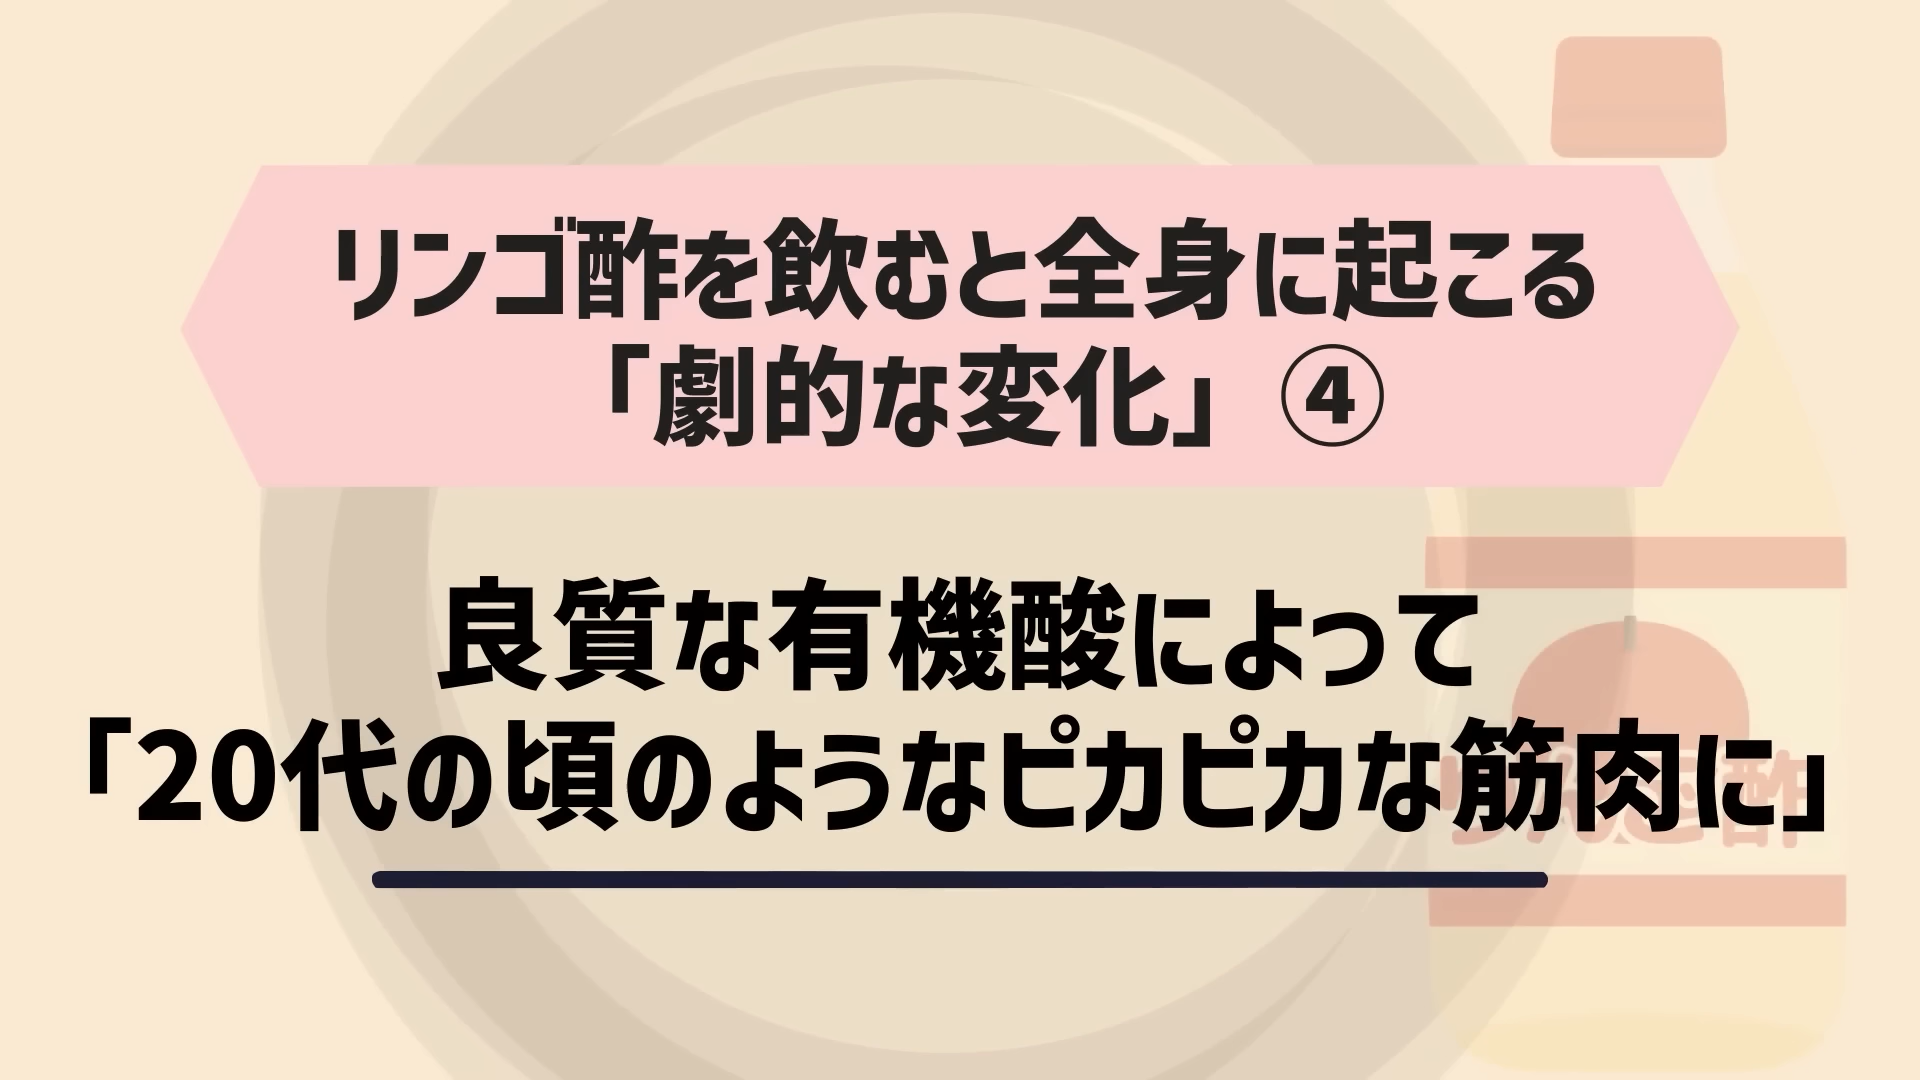 リンゴ酢を飲むと全身に起こる
「劇的な変化」④
良質な有機酸によって
「20代の頃のようなピカピカな筋肉に」